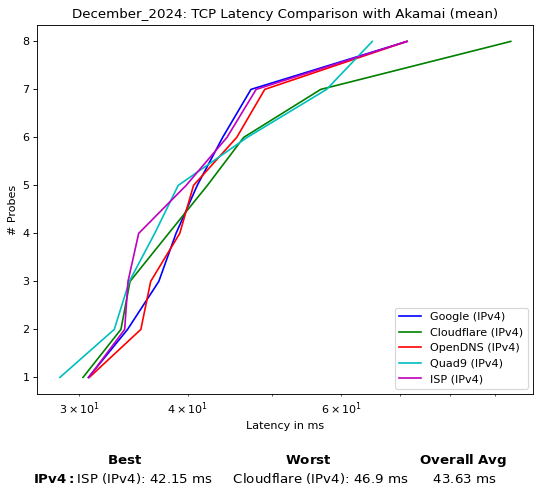 December_2024: TCP Latency Comparison with Akamai (mean)
8
7
6
5
4
3
2
1
# Probes
Google (IPv4)
Cloudflare (IPv4)
OpenDNS (IPv4)
Quad9 (IPv4)
ISP (IPv4)
3 × 10¹ 4 × 10¹ 6 × 10¹
Latency in ms
Best Worst Overall Avg
IPv4: ISP (IPv4): 42.15 ms Cloudflare (IPv4): 46.9 ms 43.63 ms